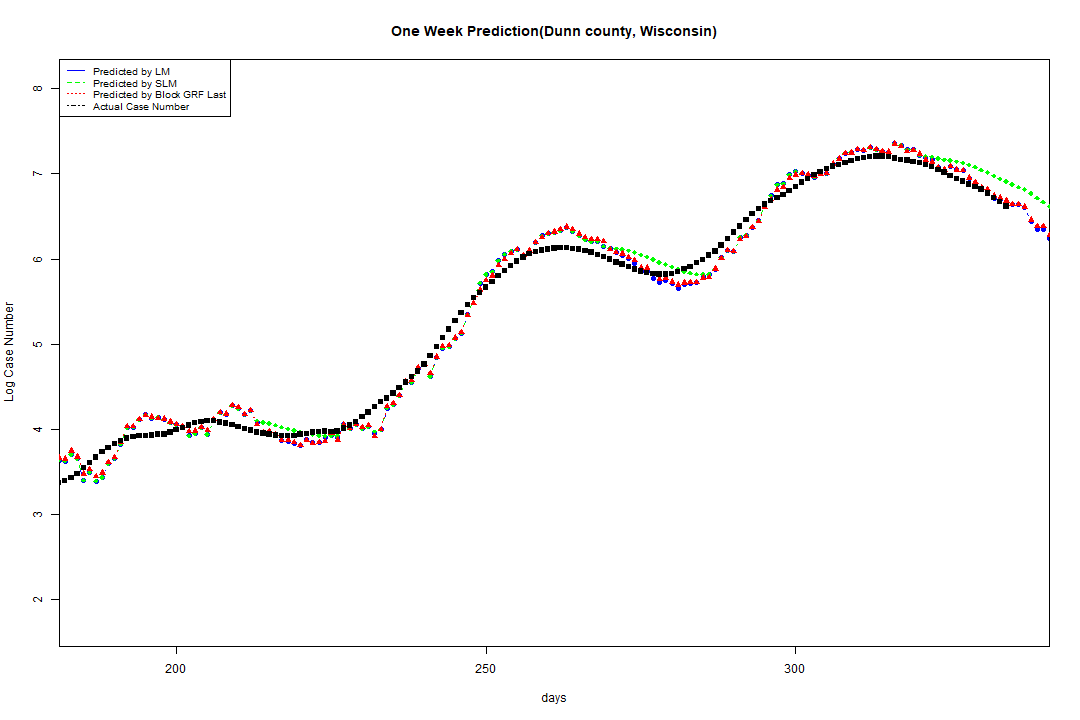 One Week Prediction(Dunn county, Wisconsin)
Predicted by LM
Predicted by SLM
Predicted by Block GRF Last
Actual Case Number
8
7
6
5
4
3
2
Log Case Number
200
250
300
days